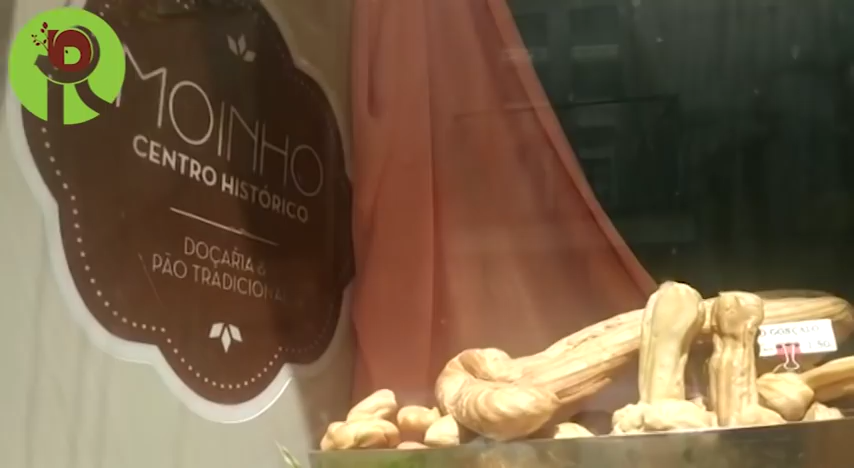 MOINHO
CENTRO HISTÓRICO
DOÇARIA &
PÃO TRADICIONAL
GONÇALO